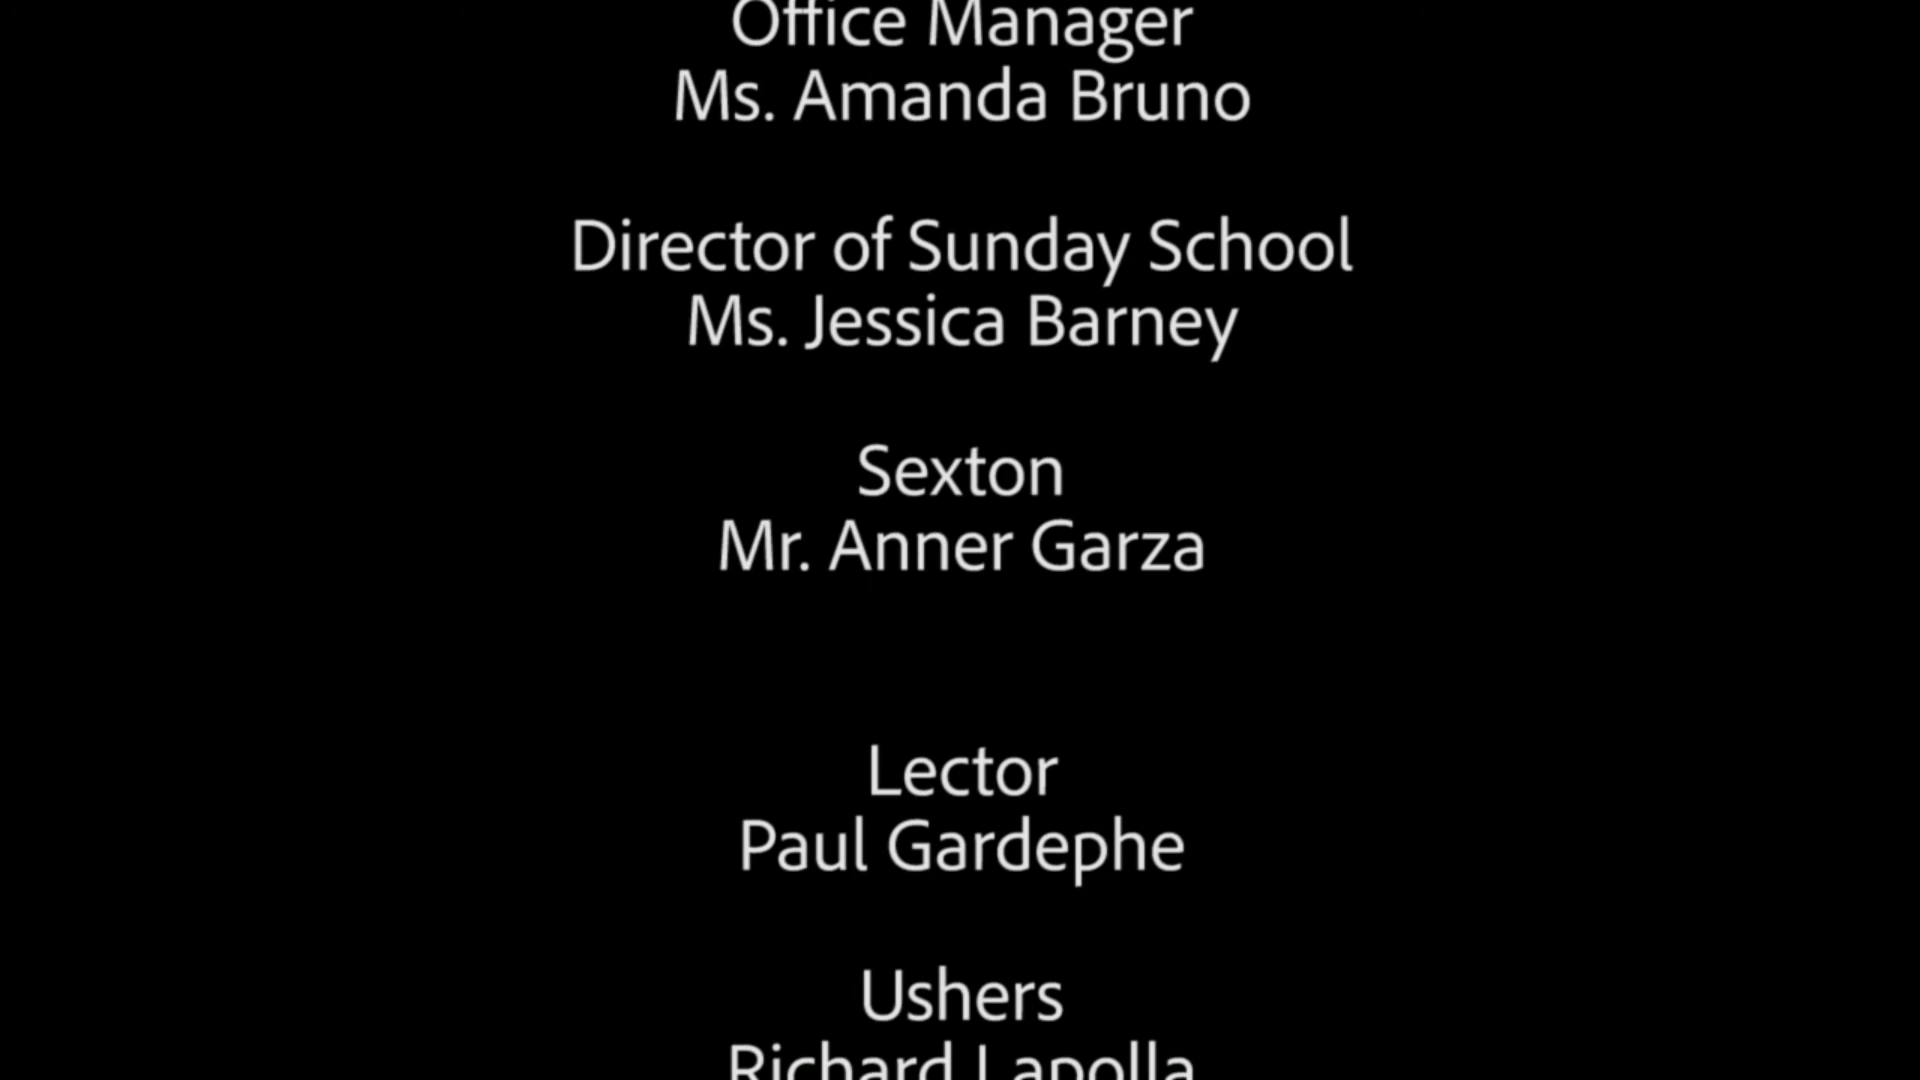 Office Manager
Ms. Amanda Bruno
Director of Sunday School
Ms. Jessica Barney
Sexton
Mr. Anner Garza
Lector
Paul Gardephe
Ushers
Richard Lapolla